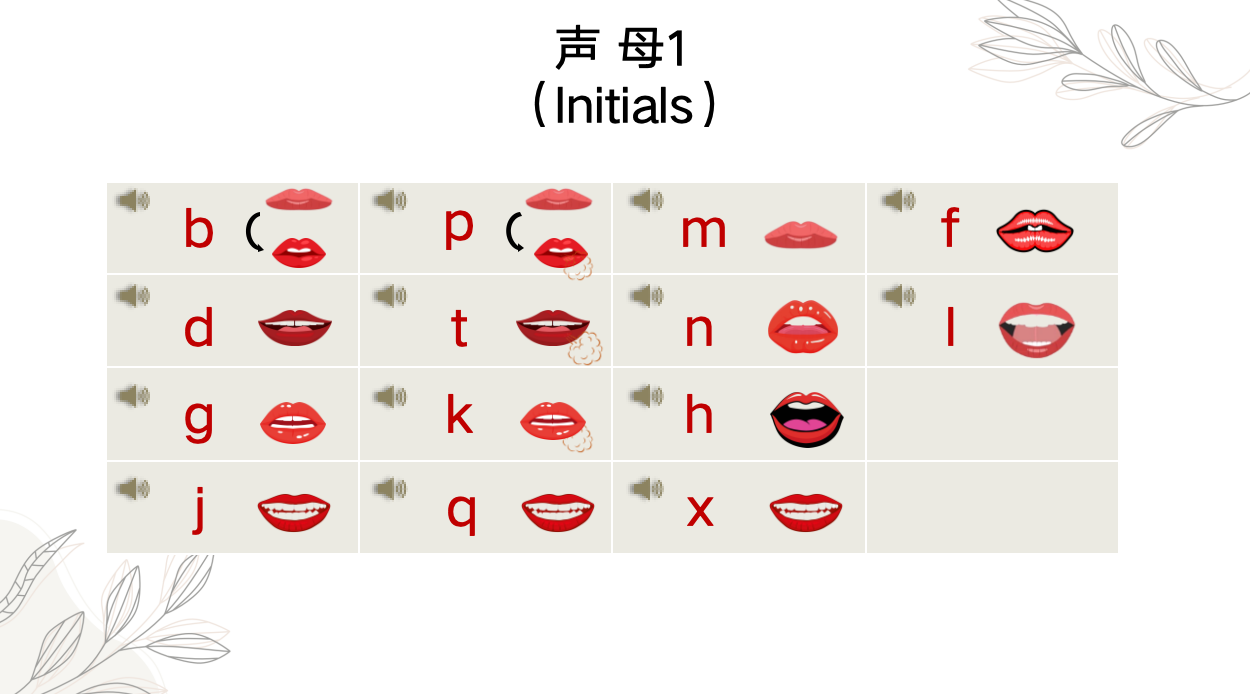 声 母1
（Initials）
b p m f
d t n l
g k h
j q x